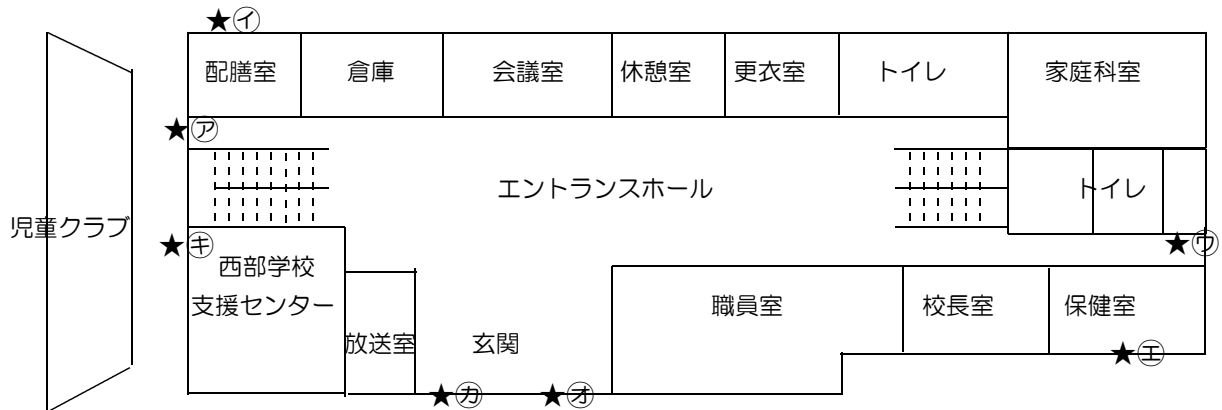 ★㋑
配膳室 倉庫 会議室 休憩室 更衣室 トイレ 家庭科室
★㋐
エントランスホール トイレ
児童クラブ
★㋖ ★㋒
西部学校
支援センター 職員室 校長室 保健室
放送室 玄関
★㋓
★㋕ ★㋔